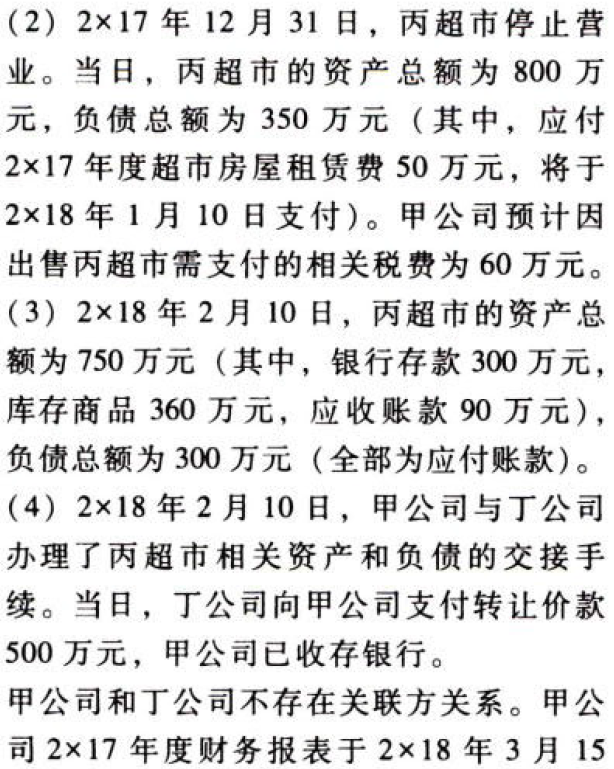 （2）2×17 年 12 月 31 日，丙超市停止营
业。当日，丙超市的资产总额为 800 万
元，负债总额为 350 万元（其中，应付
2×17 年度超市房屋租赁费 50 万元，将于
2×18 年 1 月 10 日支付）。甲公司预计因
出售丙超市需支付的相关税费为 60 万元。
（3）2×18 年 2 月 10 日，丙超市的资产总
额为 750 万元（其中，银行存款 300 万元，
库存商品 360 万元，应收账款 90 万元），
负债总额为 300 万元（全部为应付账款）。
（4）2×18 年 2 月 10 日，甲公司与丁公司
办理了丙超市相关资产和负债的交接手
续。当日，丁公司向甲公司支付转让价款
500 万元，甲公司已收存银行。
甲公司和丁公司不存在关联方关系。甲公
司 2×17 年度财务报表于 2×18 年 3 月 15